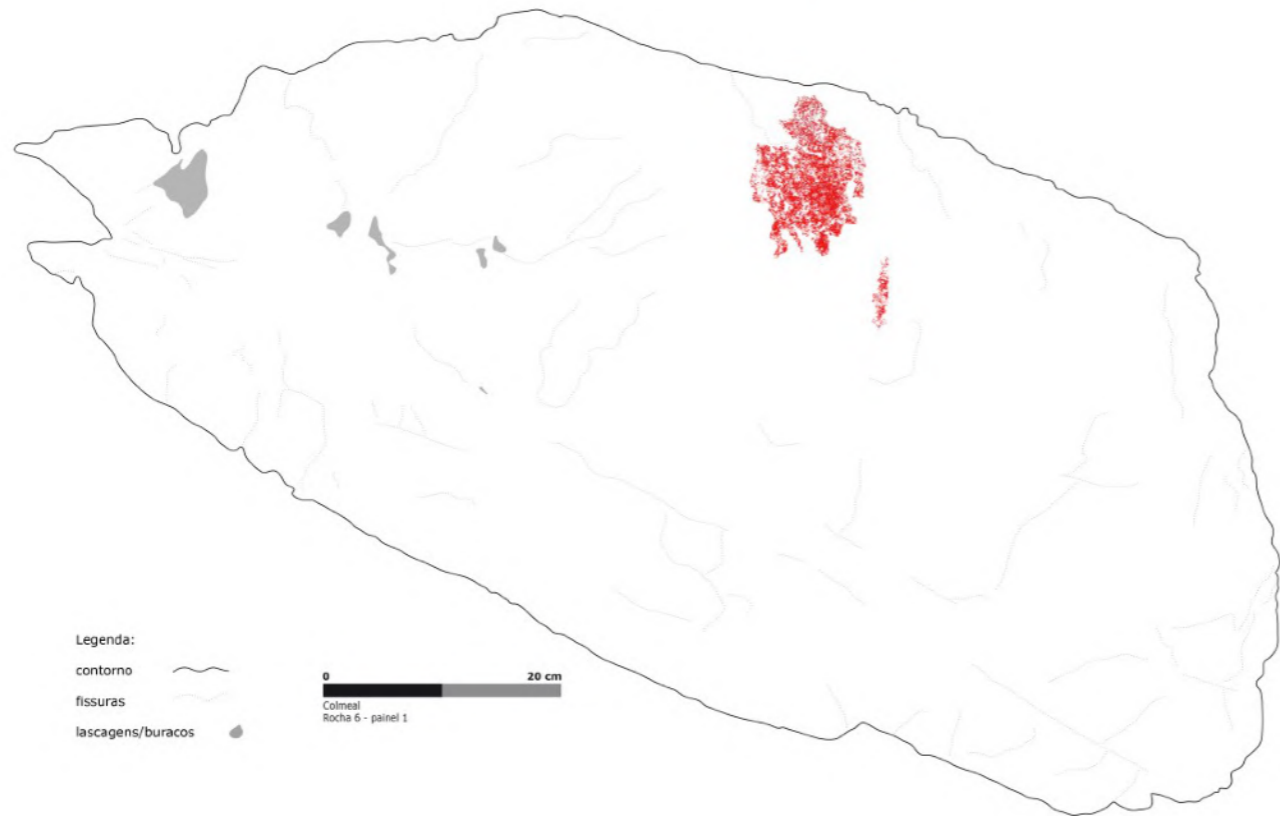 Legenda:
contorno
fissuras
lascagens/buracos
0 20 cm
Colmeal
Rocha 6 - painel 1